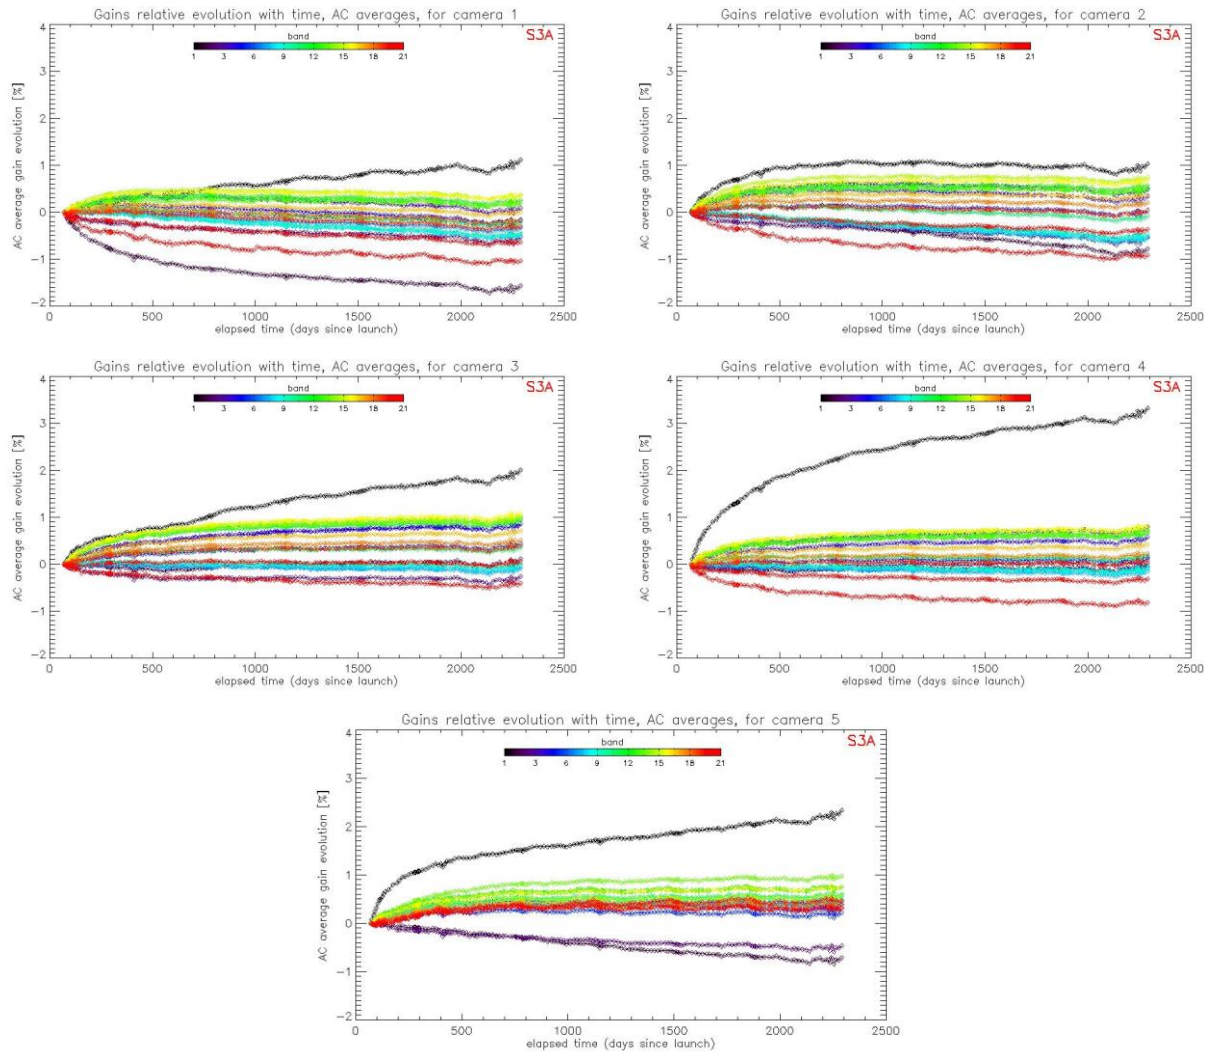 Gains relative evolution with time, AC averages, for camera 1
S3A
band
1 3 6 9 12 15 18 21
AC average gain evolution [%]
4
3
2
1
0
-1
-2
0 500 1000 1500 2000 2500
elapsed time (days since launch)
Gains relative evolution with time, AC averages, for camera 2
S3A
band
1 3 6 9 12 15 18 21
AC average gain evolution [%]
4
3
2
1
0
-1
-2
0 500 1000 1500 2000 2500
elapsed time (days since launch)
Gains relative evolution with time, AC averages, for camera 3
S3A
band
1 3 6 9 12 15 18 21
AC average gain evolution [%]
4
3
2
1
0
-1
-2
0 500 1000 1500 2000 2500
elapsed time (days since launch)
Gains relative evolution with time, AC averages, for camera 4
S3A
band
1 3 6 9 12 15 18 21
AC average gain evolution [%]
4
3
2
1
0
-1
-2
0 500 1000 1500 2000 2500
elapsed time (days since launch)
Gains relative evolution with time, AC averages, for camera 5
S3A
band
1 3 6 9 12 15 18 21
AC average gain evolution [%]
4
3
2
1
0
-1
-2
0 500 1000 1500 2000 2500
elapsed time (days since launch)